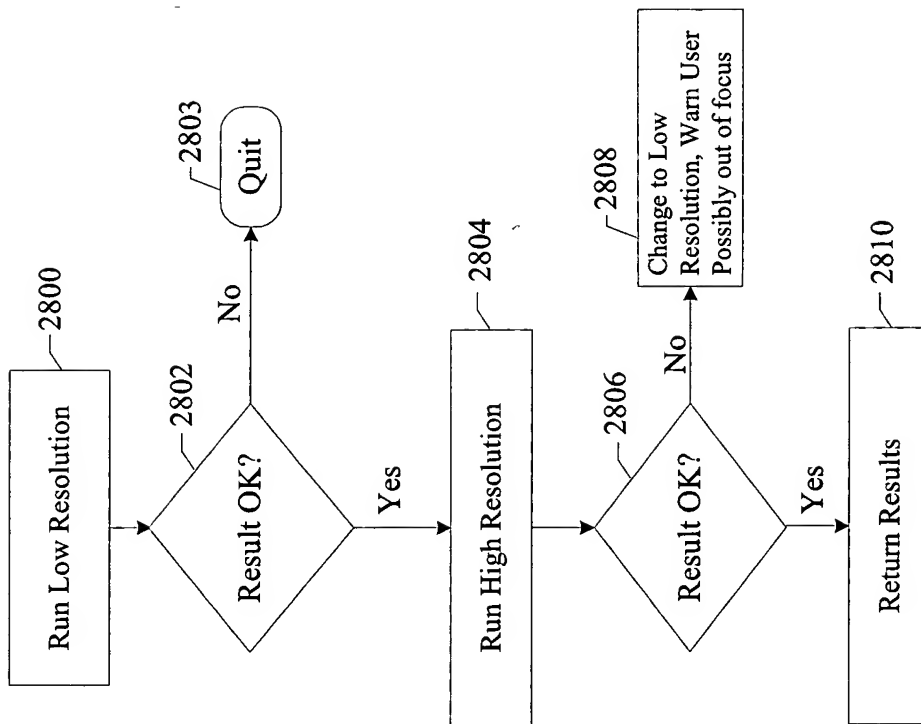 2800
Run Low Resolution
2802
Result OK?
No
2803
Quit
Yes
2804
Run High Resolution
2806
Result OK?
No
2808
Change to Low
Resolution, Warn User
Possibly out of focus
Yes
2810
Return Results